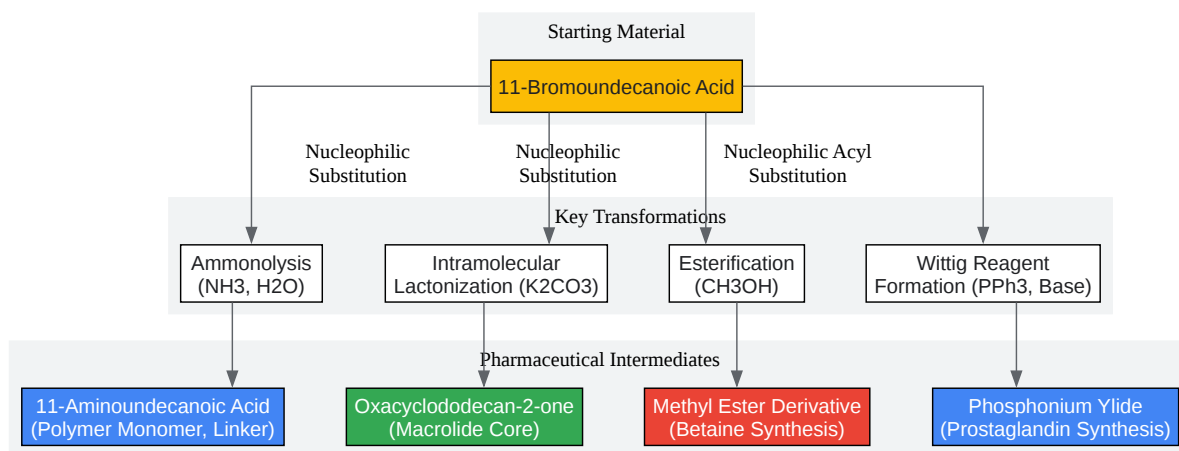 Starting Material
11-Bromoundecanoic Acid
Nucleophilic
Substitution
Nucleophilic
Substitution
Nucleophilic Acyl
Substitution
Key Transformations
Ammonolysis
(NH3, H2O)
Intramolecular
Lactonization (K2CO3)
Esterification
(CH3OH)
Wittig Reagent
Formation (PPh3, Base)
Pharmaceutical Intermediates
11-Aminoundecanoic Acid
(Polymer Monomer, Linker)
Oxacyclododecan-2-one
(Macrolide Core)
Methyl Ester Derivative
(Betaine Synthesis)
Phosphonium Ylide
(Prostaglandin Synthesis)